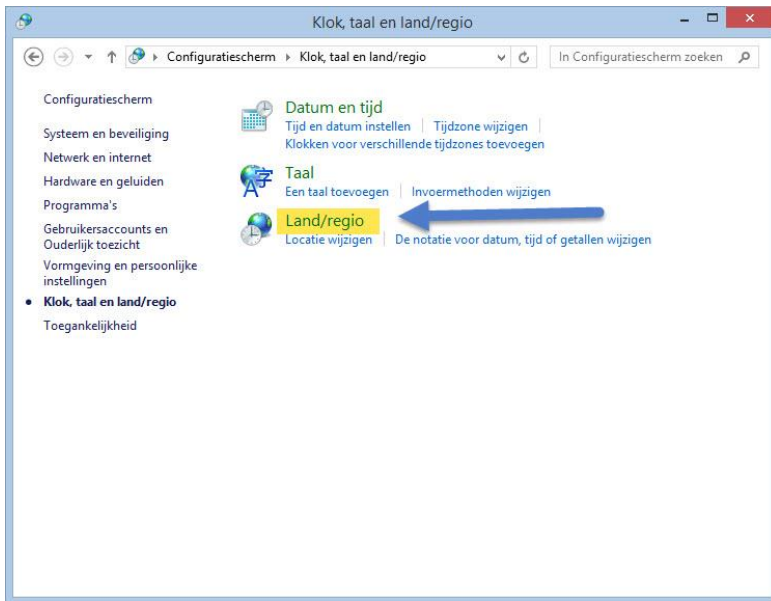 Klok, taal en land/regio
Configuratiescherm Klok, taal en land/regio
In Configuratiescherm zoeken
Configuratiescherm
Systeem en beveiliging
Netwerk en internet
Hardware en geluiden
Programma's
Gebruikersaccounts en
Ouderlijk toezicht
Vormgeving en persoonlijke
instellingen
Klok, taal en land/regio
Toegankelijkheid
Datum en tijd
Tijd en datum instellen Tijdzone wijzigen
Klokken voor verschillende tijdzones toevoegen
Taal
Een taal toevoegen Invoermethoden wijzigen
Land/regio
Locatie wijzigen De notatie voor datum, tijd of getallen wijzigen